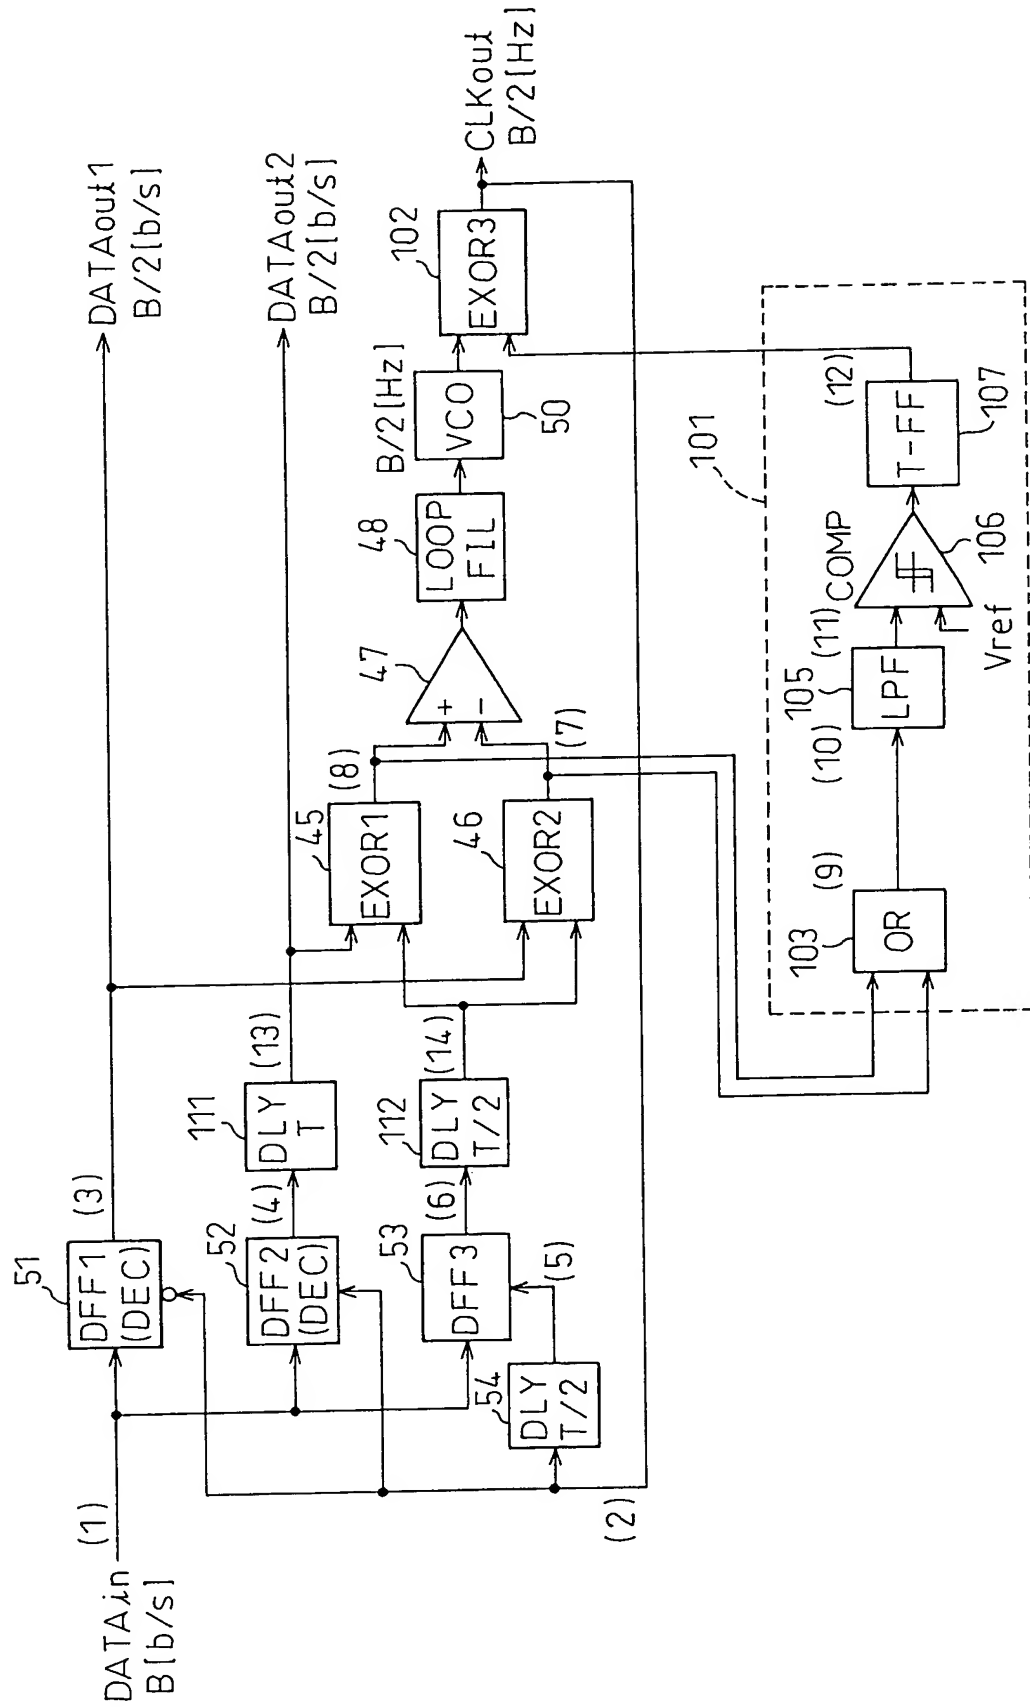 DATAin
B[b/s]
(1)
51
DFF1
(DEC)
(3)
DATAout1
B/2[b/s]
52
DFF2
(DEC)
(4)
111
DLY
T
(13)
DATAout2
B/2[b/s]
53
DFF3
(6)
112
DLY
T/2
(14)
54
DLY
T/2
(5)
(2)
45
EXOR1
(8)
46
EXOR2
(7)
47
+
-
48
LOOP
FIL
B/2[Hz]
VCO
50
102
EXOR3
CLKout
B/2[Hz]
101
103
OR
(9)
(10)
105
LPF
(11)
COMP
106
Vref
T-FF
107
(12)